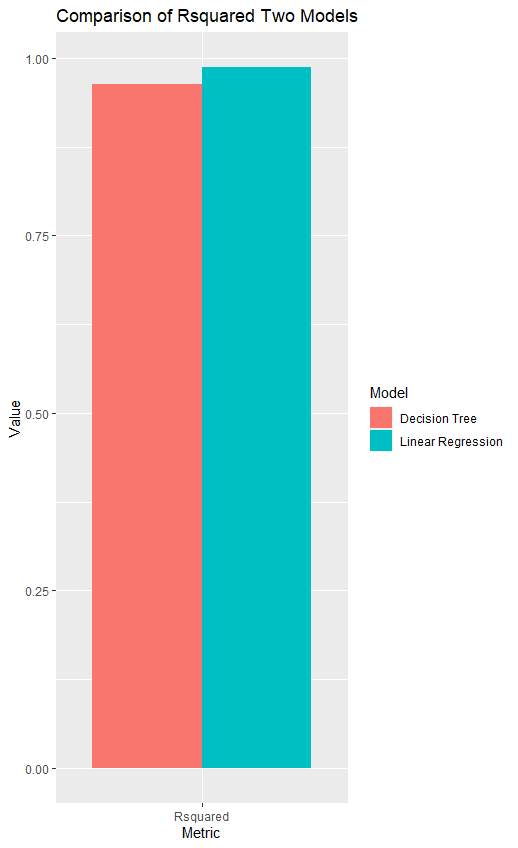 Comparison of Rsquared Two Models
1.00
0.75
0.50
0.25
0.00
Value
Rsquared
Metric
Model
Decision Tree
Linear Regression